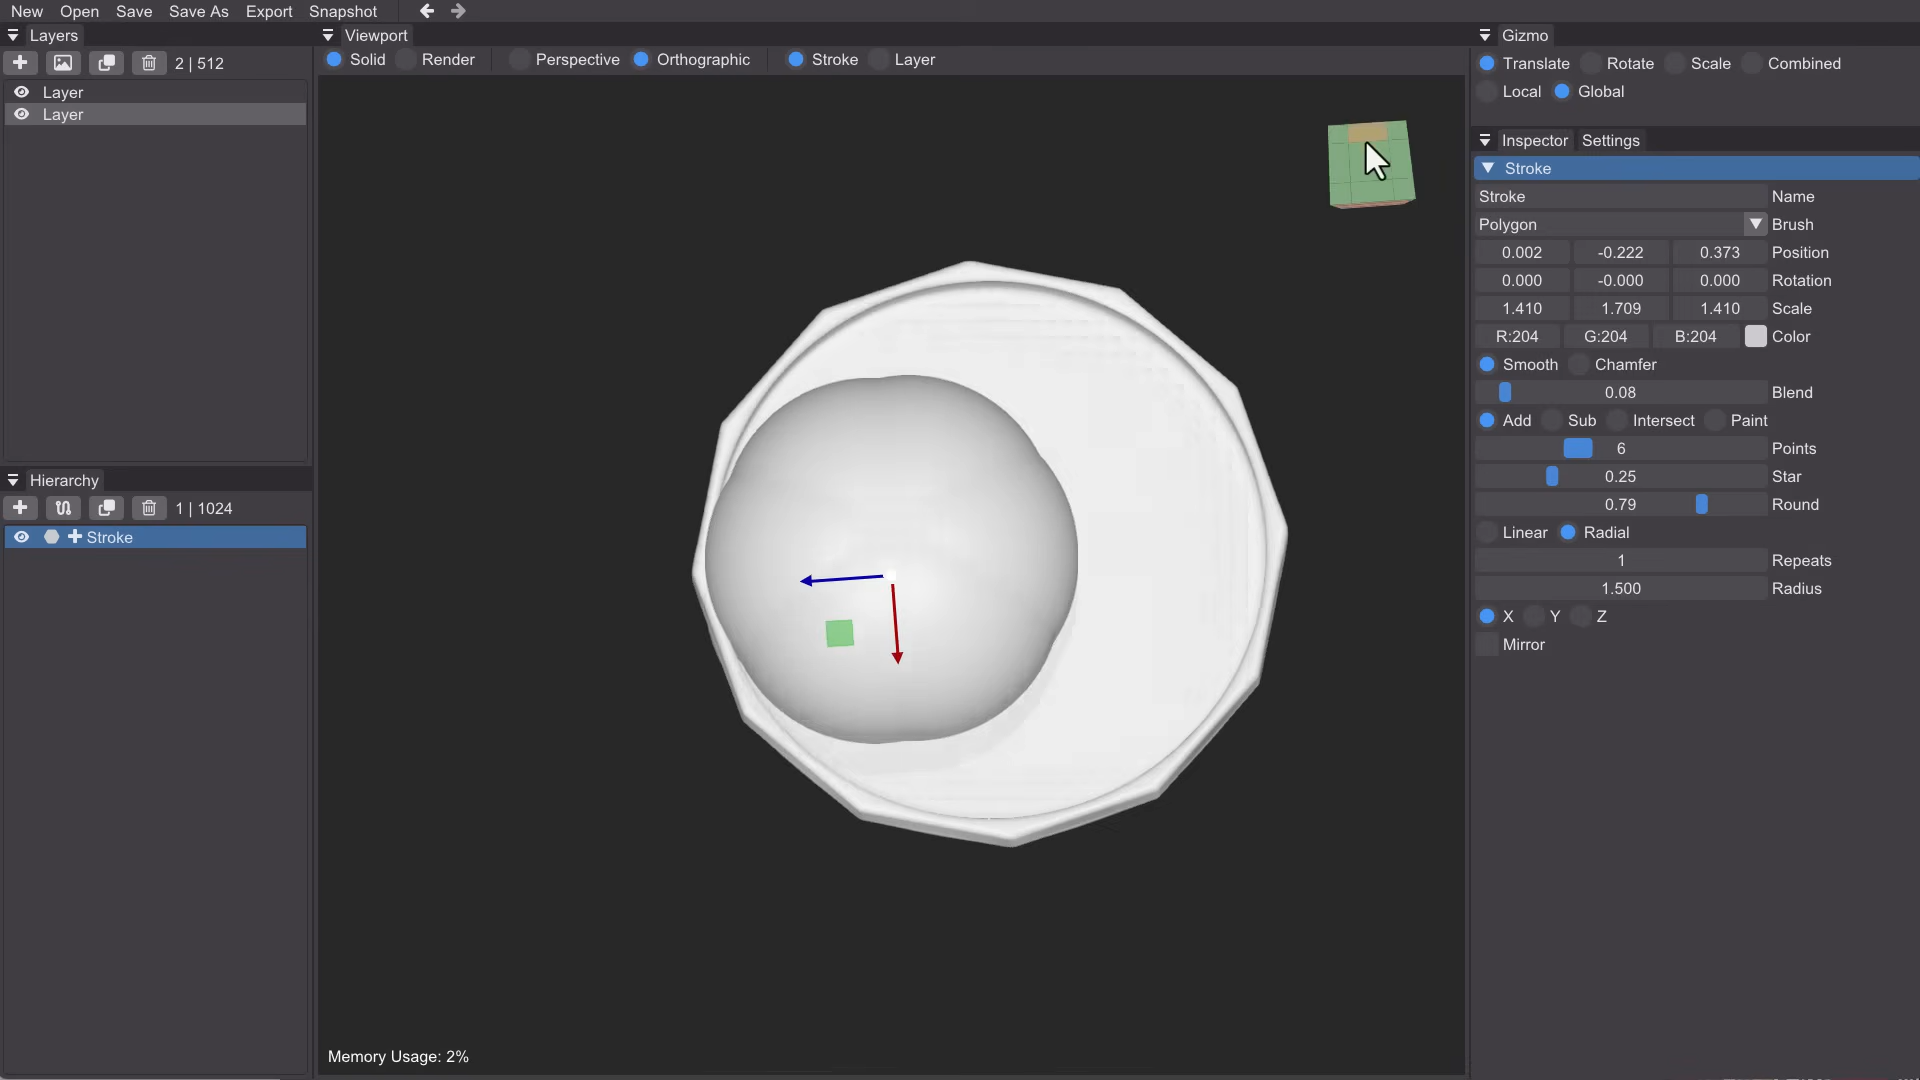 New Open Save Save As Export Snapshot
Layers
2 | 512
Layer
Layer
Hierarchy
1 | 1024
Stroke
Viewport
Solid Render Perspective Orthographic Stroke Layer
Memory Usage: 2%
Gizmo
Translate Rotate Scale Combined
Local Global
Inspector Settings
Stroke
Stroke Name
Polygon Brush
0.002 -0.222 0.373 Position
0.000 -0.000 0.000 Rotation
1.410 1.709 1.410 Scale
R:204 G:204 B:204 Color
Smooth Chamfer
0.08 Blend
Add Sub Intersect Paint
6 Points
0.25 Star
0.79 Round
Linear Radial
1 Repeats
1.500 Radius
X Y Z
Mirror